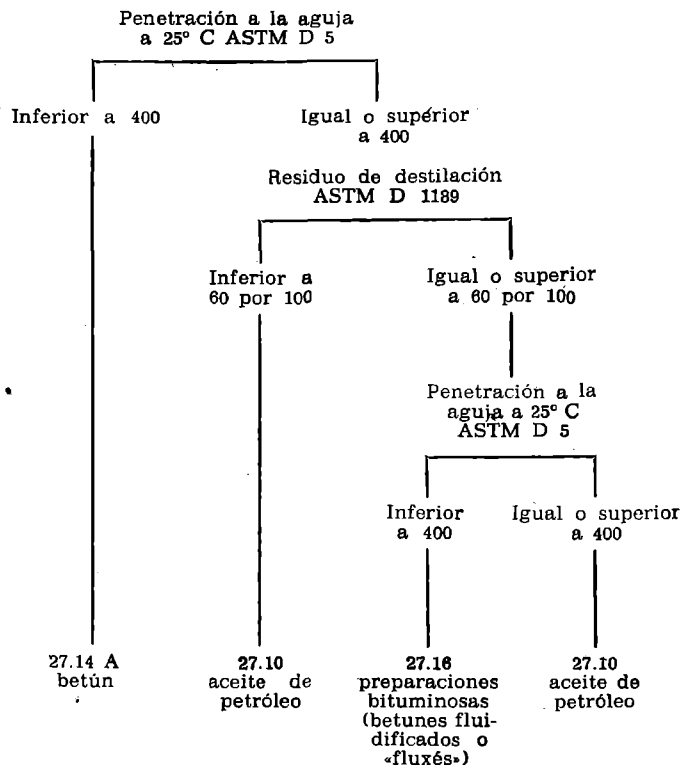 Penetración a la aguja
a 25° C ASTM D 5
Inferior a 400
Igual o superior
a 400
Residuo de destilación
ASTM D 1189
Inferior a
60 por 100
Igual o superior
a 60 por 100
Penetración a la
aguja a 25° C
ASTM D 5
Inferior
a 400
Igual o superior
a 400
27.14 A
betún
27.10
aceite de
petróleo
27.16
preparaciones
bituminosas
(betunes flui-
dificados o
«fluxés»)
27.10
aceite de
petróleo